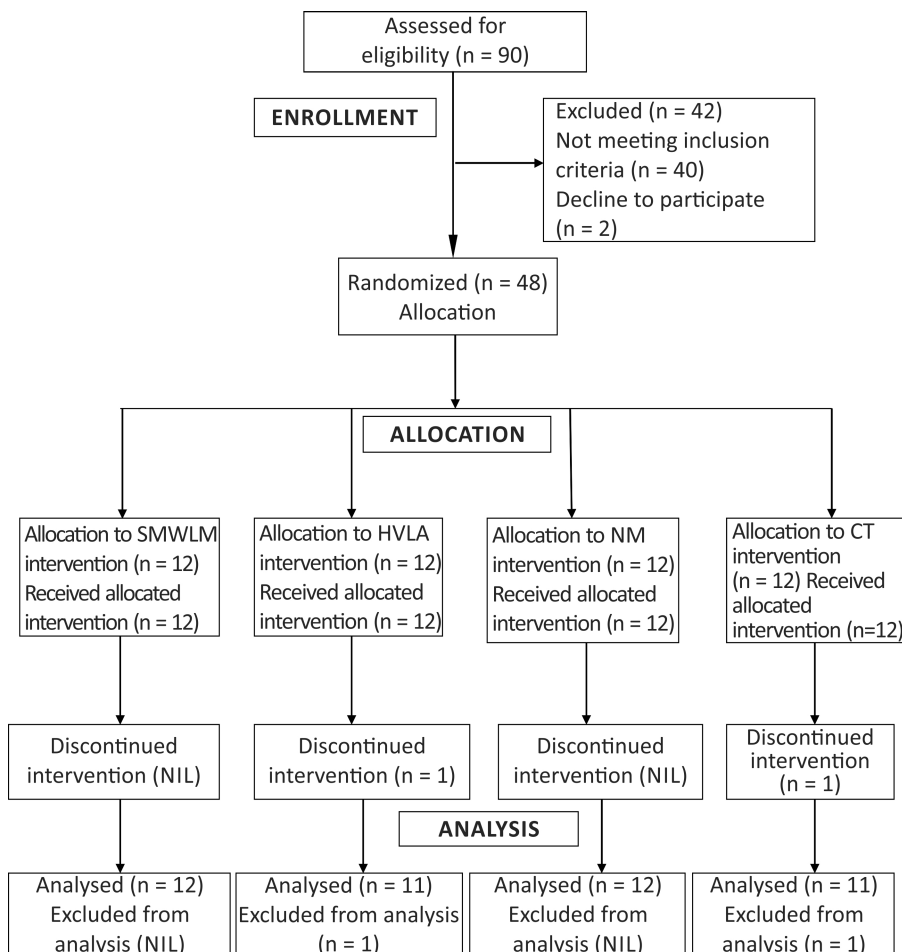 Assessed for
eligibility (n = 90)
ENROLLMENT
Excluded (n = 42)
Not meeting inclusion
criteria (n = 40)
Decline to participate
(n = 2)
Randomized (n = 48)
Allocation
ALLOCATION
Allocation to SMWLM
intervention (n = 12)
Received allocated
intervention (n = 12)
Allocation to HVLA
intervention (n = 12)
Received allocated
intervention (n = 12)
Allocation to NM
intervention (n = 12)
Received allocated
intervention (n = 12)
Allocation to CT
intervention
(n = 12) Received
allocated
intervention (n=12)
Discontinued
intervention (NIL)
Discontinued
intervention (n = 1)
Discontinued
intervention (NIL)
Discontinued
intervention
(n = 1)
ANALYSIS
Analysed (n = 12)
Excluded from
analysis (NIL)
Analysed (n = 11)
Excluded from analysis
(n = 1)
Analysed (n = 12)
Excluded from
analysis (NIL)
Analysed (n = 11)
Excluded from
analysis (n = 1)